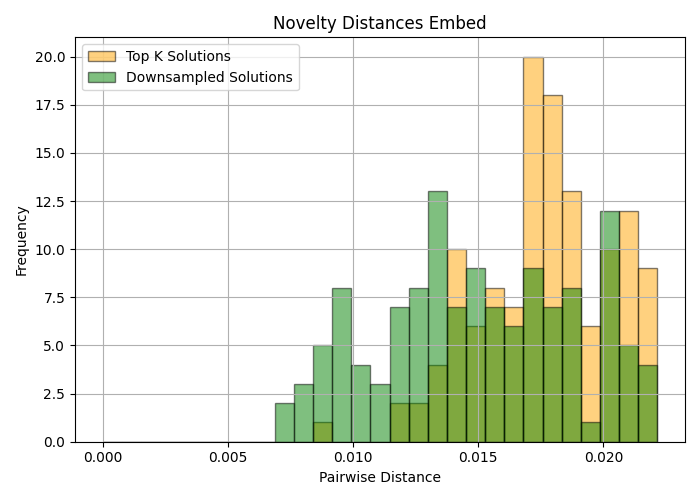 Novelty Distances Embed
Top K Solutions
Downsampled Solutions
Frequency
20.0
17.5
15.0
12.5
10.0
7.5
5.0
2.5
0.0
0.000 0.005 0.010 0.015 0.020
Pairwise Distance